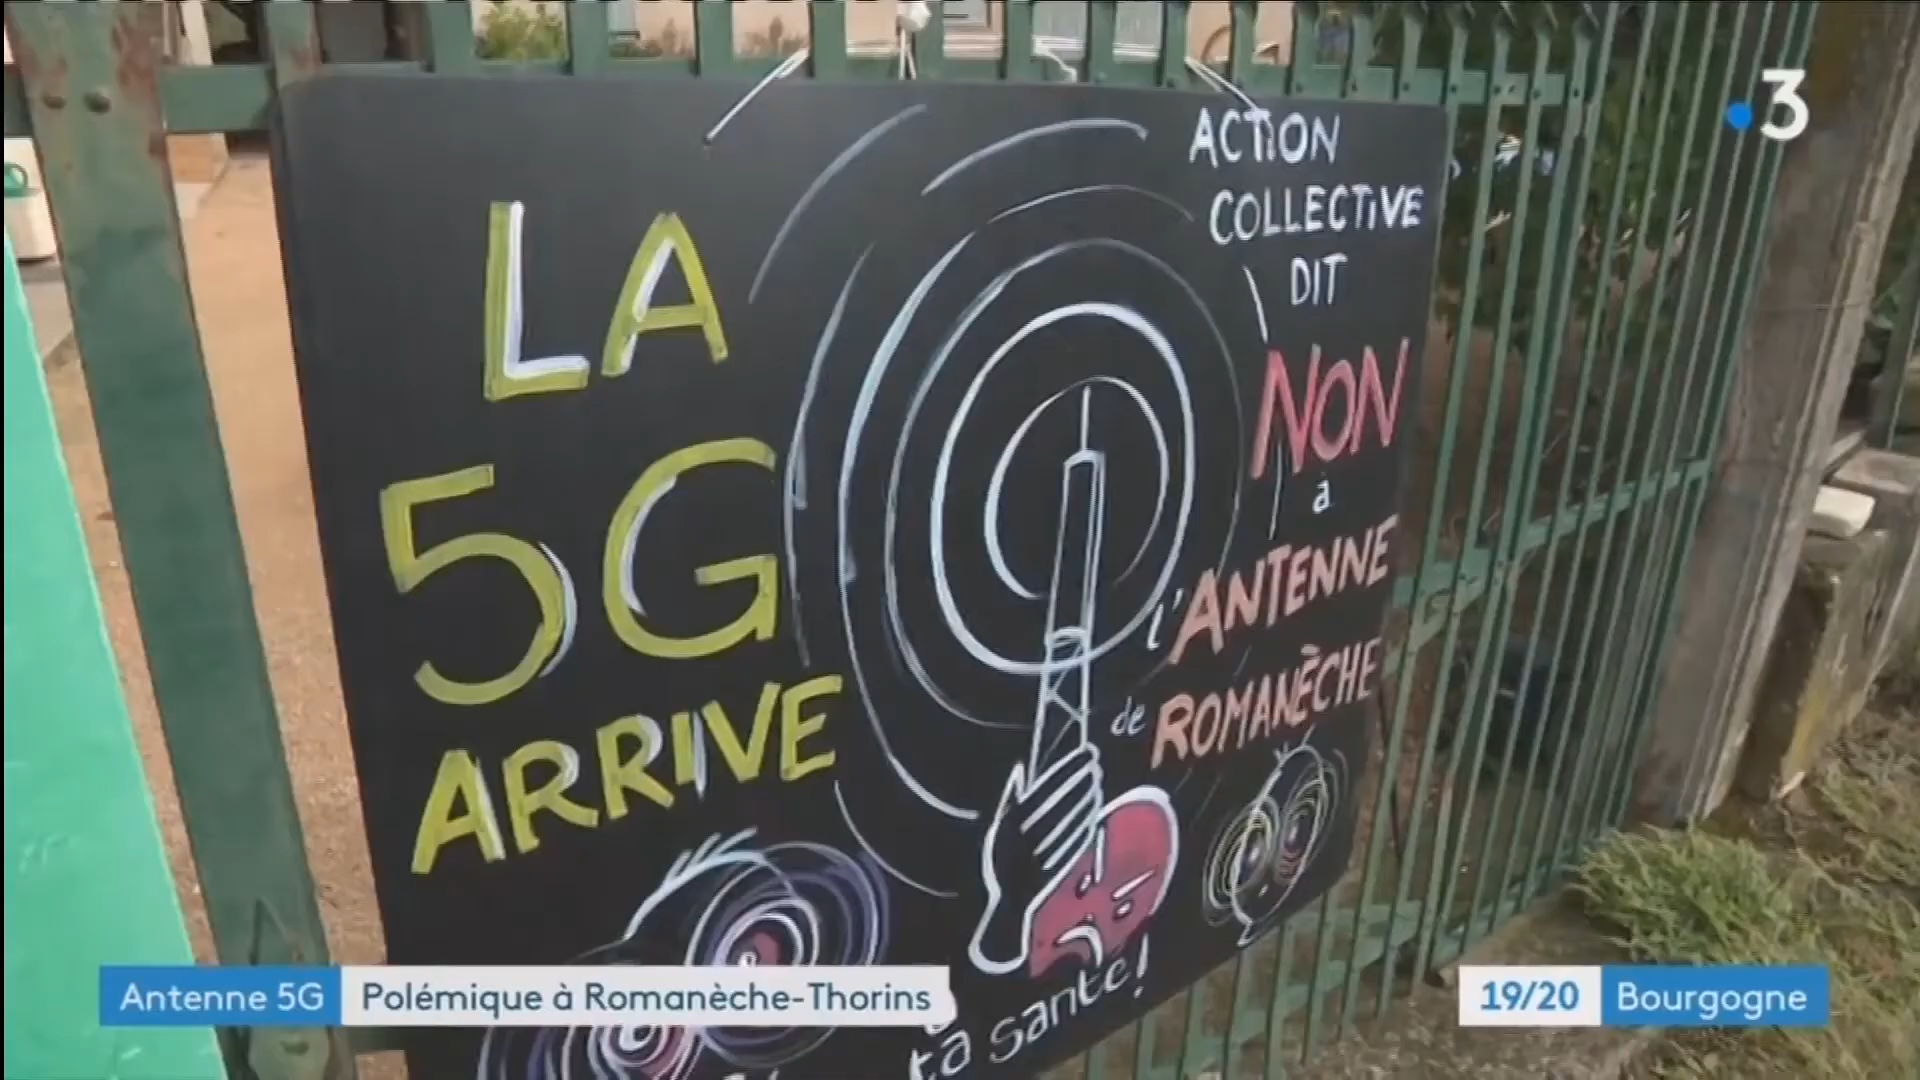 LA
5G
ARRIVE
ACTION
COLLECTIVE
DIT
NON
à
l'ANTENNE
de ROMANÈCHE
ta santé!
3
Antenne 5G
Polémique à Romanèche-Thorins
19/20
Bourgogne